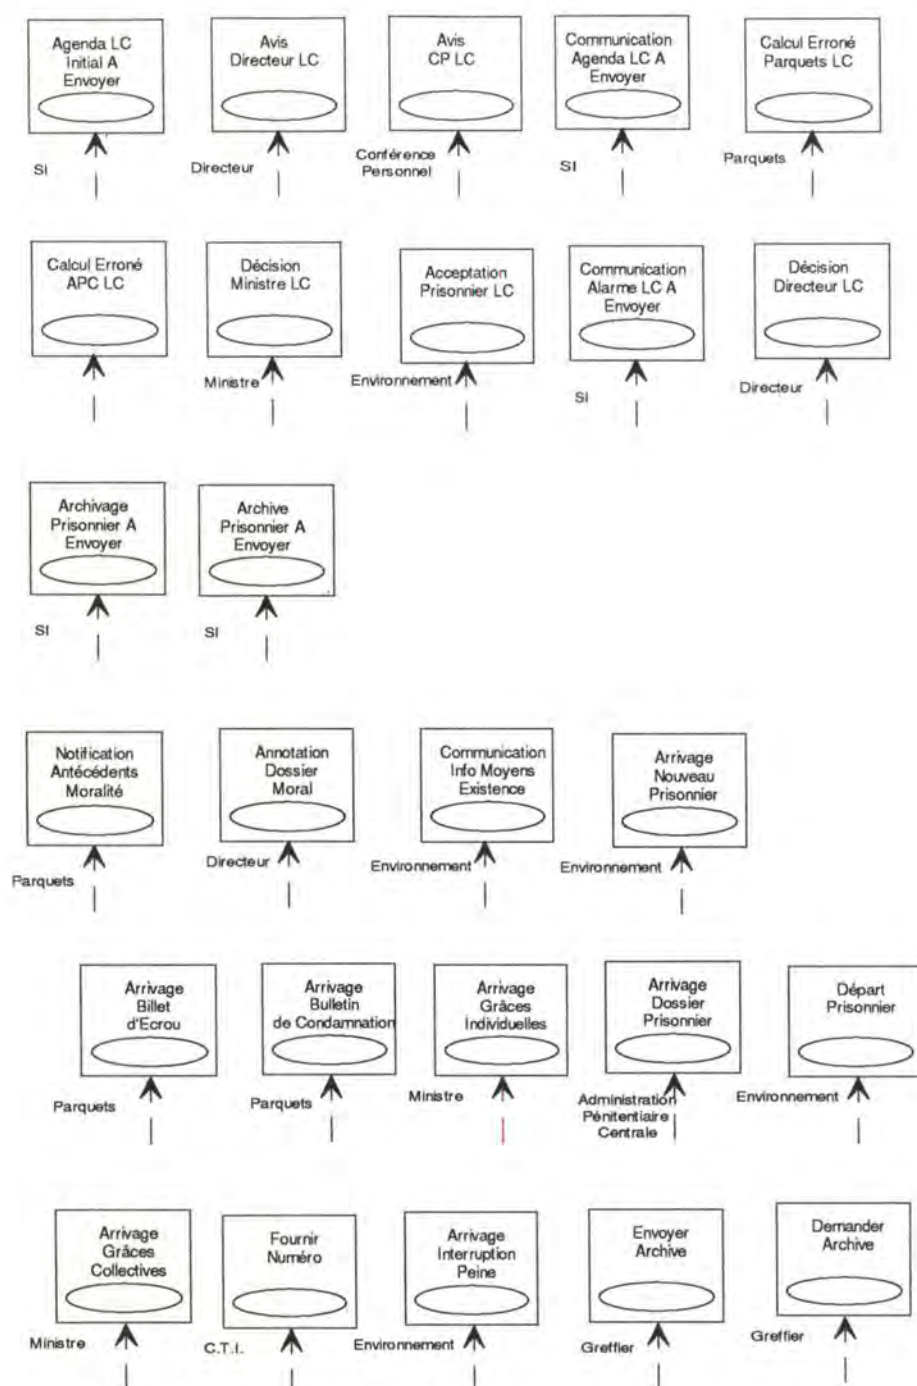 Agenda LC
Initial A
Envoyer
SI
Avis
Directeur LC
Directeur
Avis
CP LC
Conférence
Personnel
Communication
Agenda LC A
Envoyer
SI
Calcul Erroné
Parquets LC
Parquets
Calcul Erroné
APC LC
Décision
Ministre LC
Ministre
Acceptation
Prisonnier LC
Environnement
Communication
Alarme LC A
Envoyer
SI
Décision
Directeur LC
Directeur
Archivage
Prisonnier A
Envoyer
SI
Archive
Prisonnier A
Envoyer
SI
Notification
Antécédents
Moralité
Parquets
Annotation
Dossier
Moral
Directeur
Communication
Info Moyens
Existence
Environnement
Arrivage
Nouveau
Prisonnier
Environnement
Arrivage
Billet
d'Ecrou
Parquets
Arrivage
Bulletin
de Condamnation
Parquets
Arrivage
Grâces
Individuelles
Ministre
Arrivage
Dossier
Prisonnier
Administration
Pénitentiaire
Centrale
Départ
Prisonnier
Environnement
Arrivage
Grâces
Collectives
Ministre
Fournir
Numéro
C.T.I.
Arrivage
Interruption
Peine
Environnement
Envoyer
Archive
Greffier
Demander
Archive
Greffier